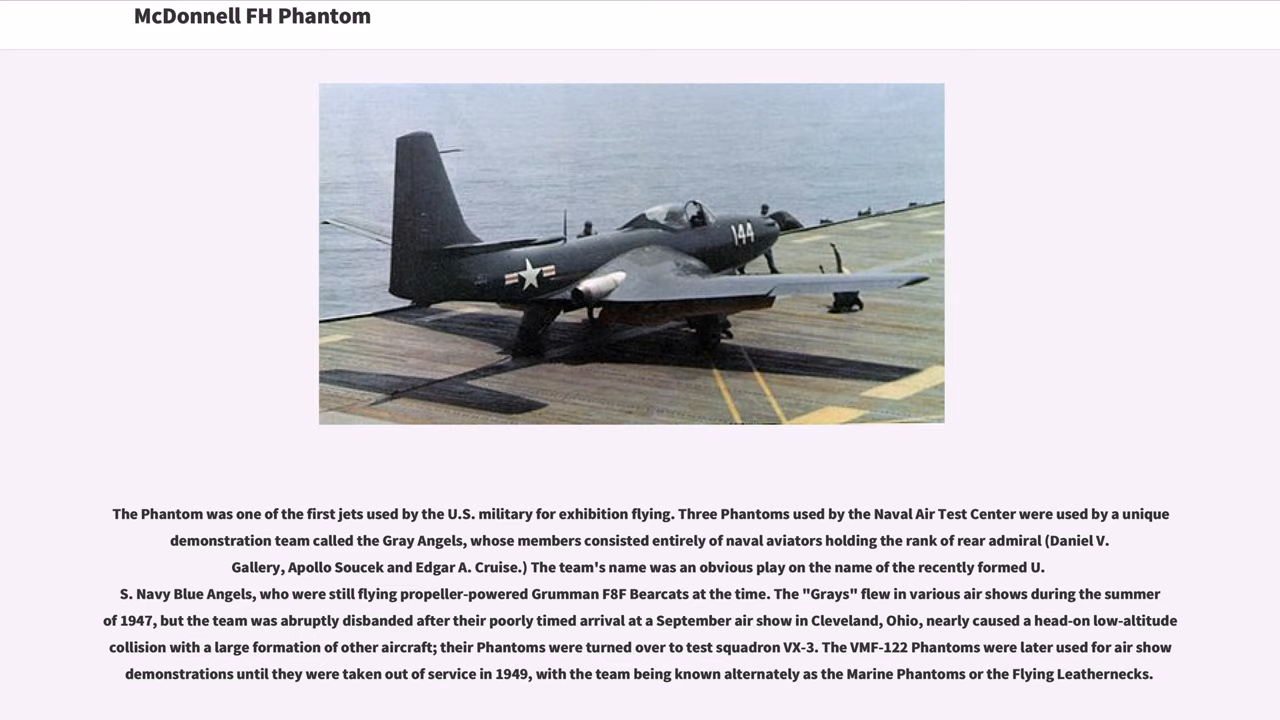 McDonnell FH Phantom
144
The Phantom was one of the first jets used by the U.S. military for exhibition flying. Three Phantoms used by the Naval Air Test Center were used by a unique
demonstration team called the Gray Angels, whose members consisted entirely of naval aviators holding the rank of rear admiral (Daniel V.
Gallery, Apollo Soucek and Edgar A. Cruise.) The team's name was an obvious play on the name of the recently formed U.
S. Navy Blue Angels, who were still flying propeller-powered Grumman F8F Bearcats at the time. The "Grays" flew in various air shows during the summer
of 1947, but the team was abruptly disbanded after their poorly timed arrival at a September air show in Cleveland, Ohio, nearly caused a head-on low-altitude
collision with a large formation of other aircraft; their Phantoms were turned over to test squadron VX-3. The VMF-122 Phantoms were later used for air show
demonstrations until they were taken out of service in 1949, with the team being known alternately as the Marine Phantoms or the Flying Leathernecks.